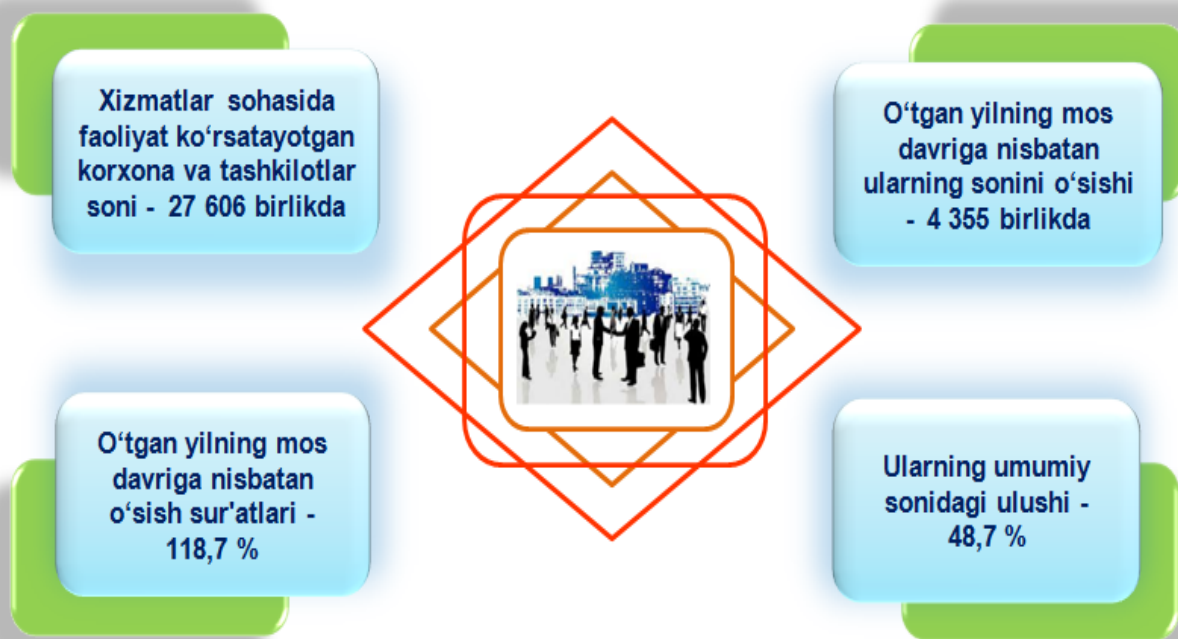 Xizmatlar sohasida
faoliyat ko‘rsatayotgan
korxona va tashkilotlar
soni - 27 606 birlikda
O‘tgan yilning mos
davriga nisbatan
ularning sonini o‘sishi
- 4 355 birlikda
O‘tgan yilning mos
davriga nisbatan
o‘sish sur'atlari -
118,7 %
Ularning umumiy
sonidagi ulushi -
48,7 %